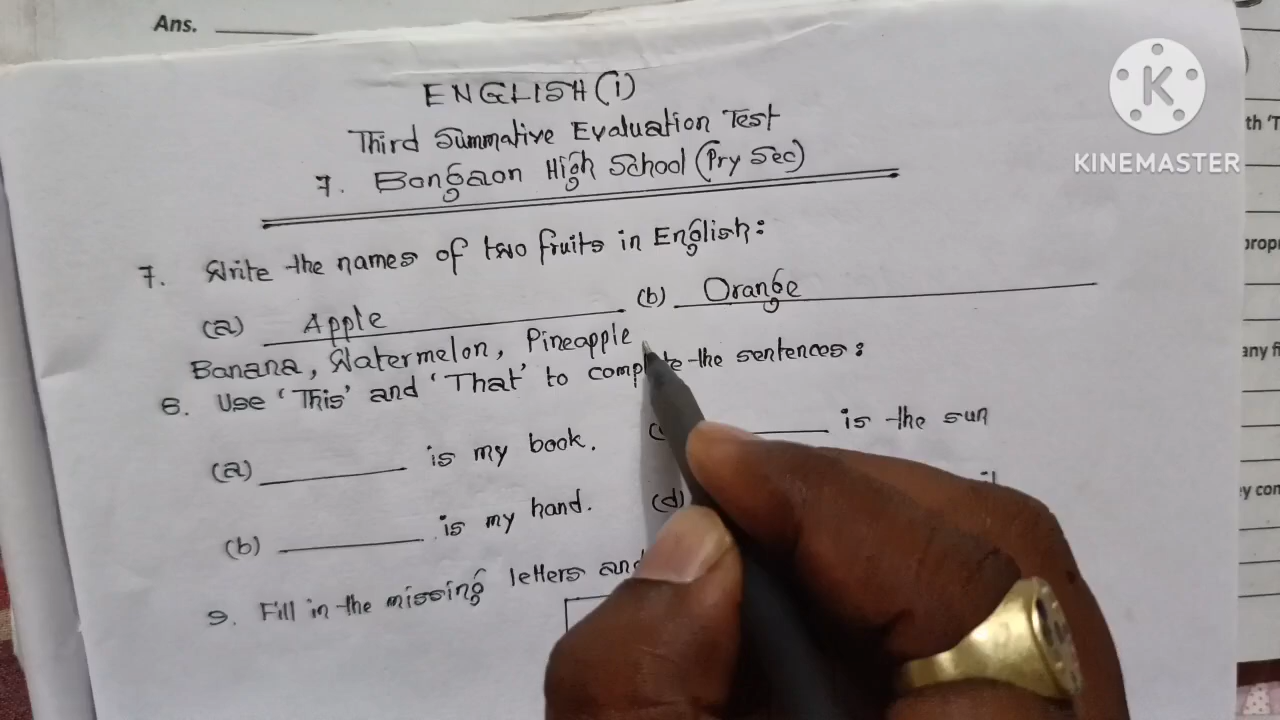 Ans.
ENGLISH (I)
Third Summative Evaluation Test
7. Bongaon High School (Pry Sec)
7. Write the names of two fruits in English:
(a) Apple (b) Orange
Banana, Watermelon, Pineapple
8. Use 'This' and 'That' to complete the sentences:
(a) is my book. is the sun
(b) is my hand. (d)
9. Fill in the missing letters and
KINEMASTER
th 'T
any fi